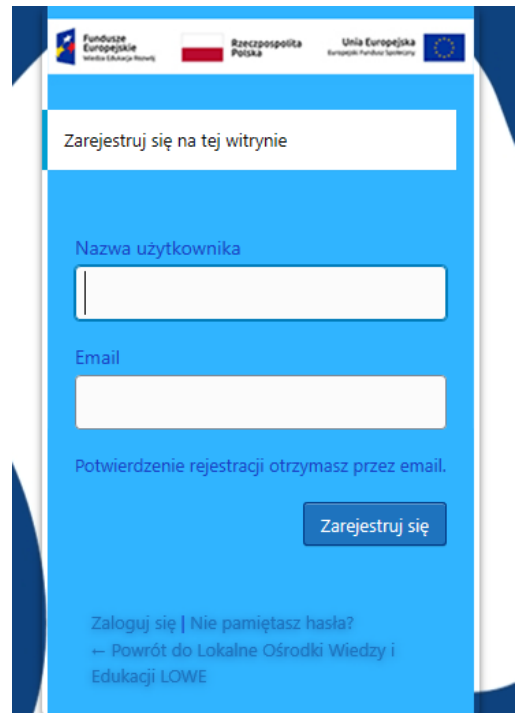 Fundusze
Europejskie
Wiedza Edukacja Rozwój
Rzeczpospolita
Polska
Unia Europejska
Europejski Fundusz Społeczny
Zarejestruj się na tej witrynie
Nazwa użytkownika
Email
Potwierdzenie rejestracji otrzymasz przez email.
Zarejestruj się
Zaloguj się | Nie pamiętasz hasła?
← Powrót do Lokalne Ośrodki Wiedzy i
Edukacji LOWE